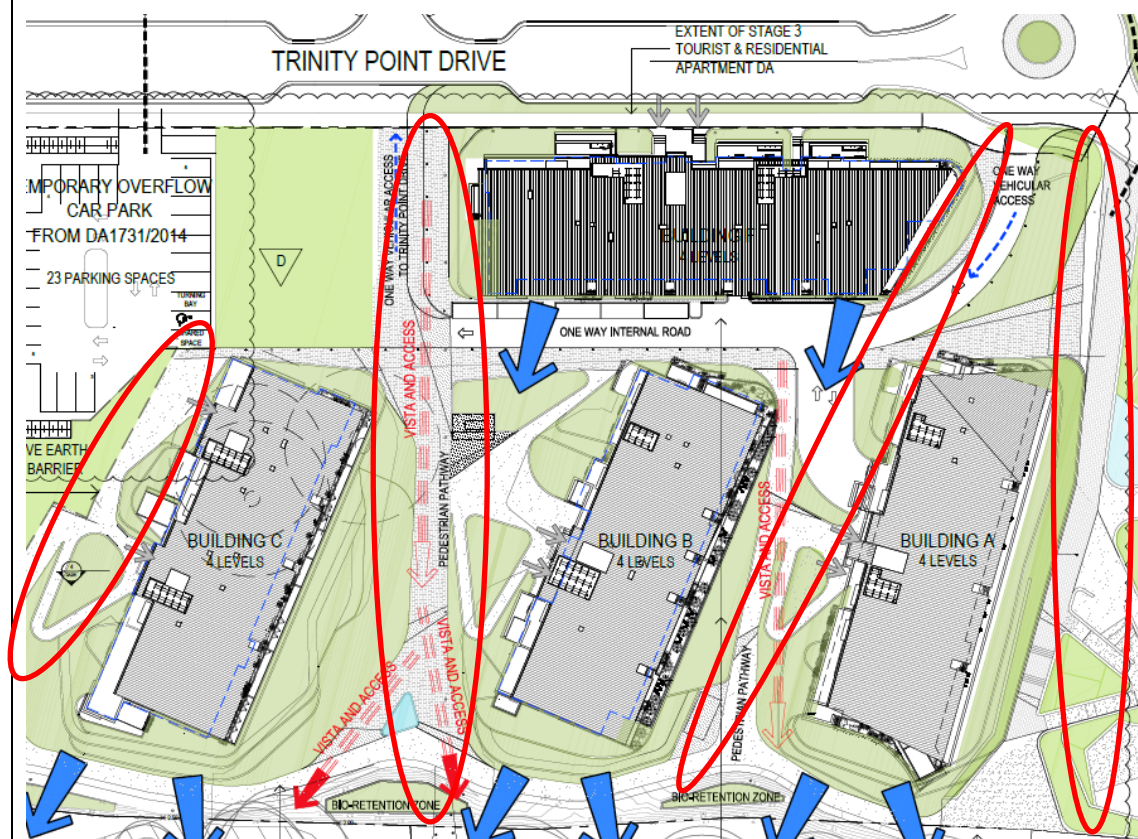 EXTENT OF STAGE 3
TOURIST & RESIDENTIAL
APARTMENT DA
TRINITY POINT DRIVE
MPORARY OVERFLOW
CAR PARK
FROM DA1731/2014
23 PARKING SPACES
TURNING
BAY
SHARED
SPACE
D
ONE WAY VEHICULAR ACCESS
TO TRINITY POINT DRIVE
BUILDING F
4 LEVELS
ONE WAY
VEHICULAR
ACCESS
ONE WAY INTERNAL ROAD
VISTA AND ACCESS
PEDESTRIAN PATHWAY
VE EARTH
BARRIER
BUILDING C
4 LEVELS
BUILDING B
4 LEVELS
VISTA AND ACCESS
BUILDING A
4 LEVELS
VISTA AND ACCESS
VISTA AND ACCESS
PEDESTRIAN PATHWAY
BIO-RETENTION ZONE
BIO-RETENTION ZONE